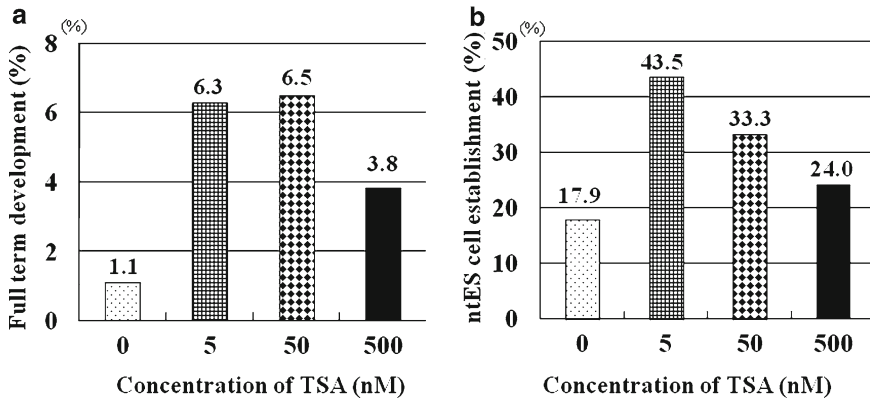 a
(%)
Full term development (%)
8
6
4
2
0
1.1
6.3
6.5
3.8
0 5 50 500
Concentration of TSA (nM)
b
(%)
ntES cell establishment (%)
50
40
30
20
10
0
17.9
43.5
33.3
24.0
0 5 50 500
Concentration of TSA (nM)